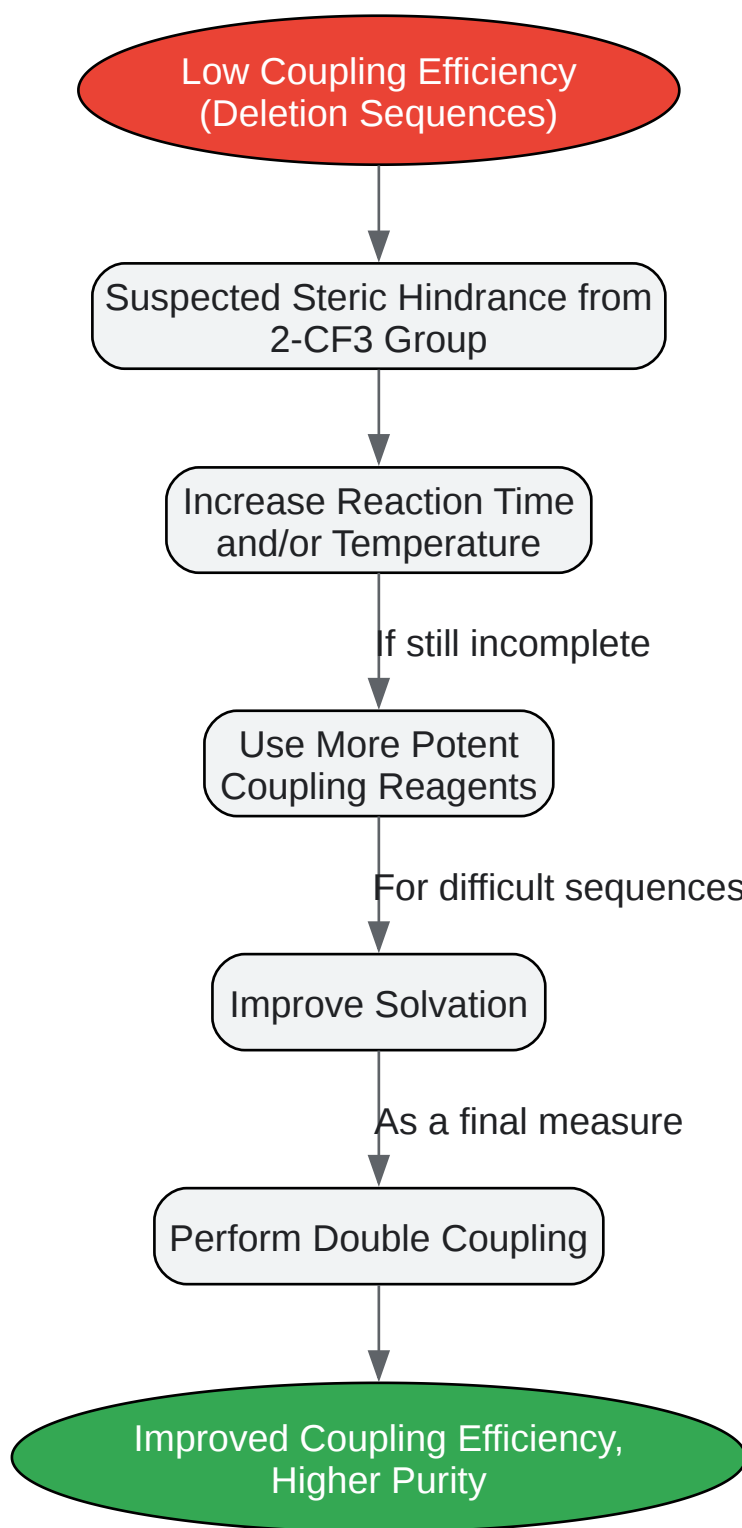 Low Coupling Efficiency
(Deletion Sequences)
Suspected Steric Hindrance from
2-CF3 Group
Increase Reaction Time
and/or Temperature
If still incomplete
Use More Potent
Coupling Reagents
For difficult sequences
Improve Solvation
As a final measure
Perform Double Coupling
Improved Coupling Efficiency,
Higher Purity